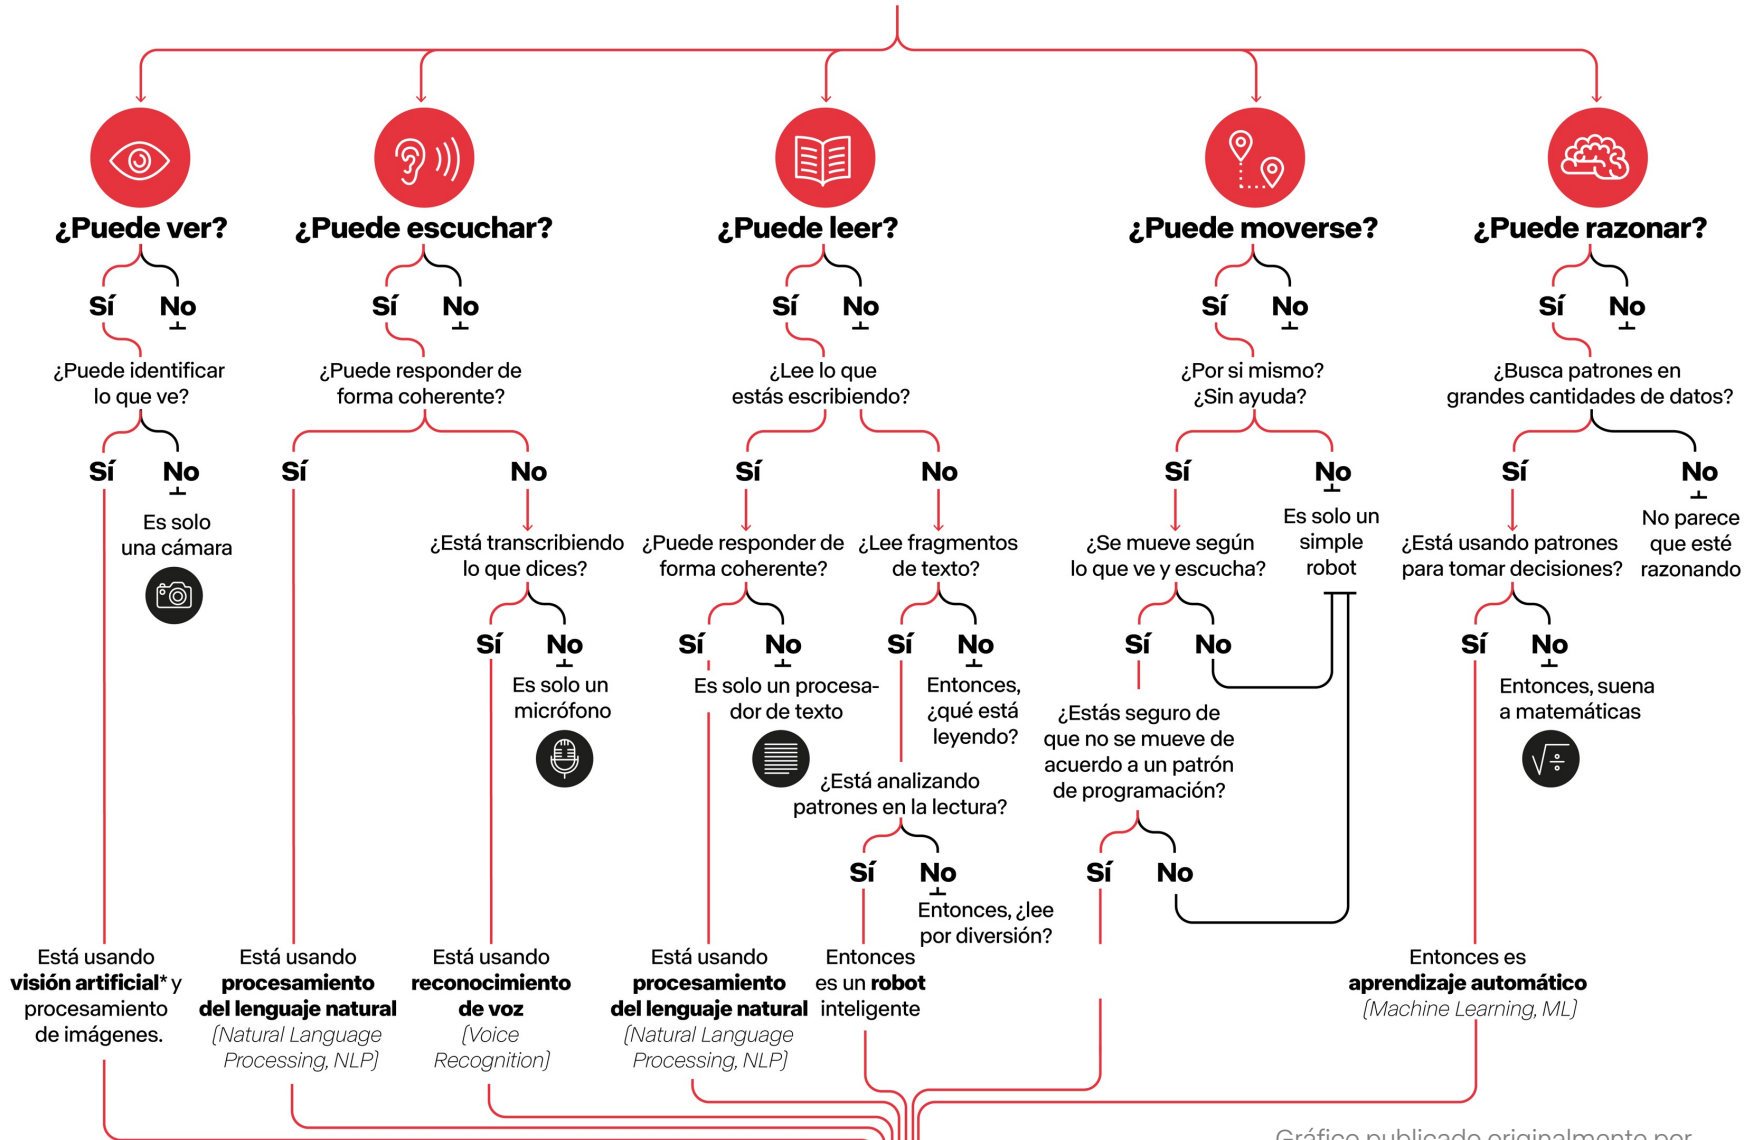 ¿Puede ver?
Sí
No
¿Puede identificar
lo que ve?
Sí
No
Es solo
una cámara
Está usando
visión artificial* y
procesamiento
de imágenes.
¿Puede escuchar?
Sí
No
¿Puede responder de
forma coherente?
Sí
No
¿Está transcribiendo
lo que dices?
Sí
No
Es solo un
micrófono
Está usando
procesamiento
del lenguaje natural
(Natural Language
Processing, NLP)
Está usando
reconocimiento
de voz
(Voice
Recognition)
¿Puede leer?
Sí
No
¿Lee lo que
estás escribiendo?
Sí
No
¿Puede responder de
forma coherente?
Sí
No
Es solo un procesa-
dor de texto
¿Lee fragmentos
de texto?
Sí
No
Entonces,
¿qué está
leyendo?
¿Está analizando
patrones en la lectura?
Sí
No
Entonces, ¿lee
por diversión?
Está usando
procesamiento
del lenguaje natural
(Natural Language
Processing, NLP)
Entonces
es un robot
inteligente
¿Puede moverse?
Sí
No
¿Por si mismo?
¿Sin ayuda?
Sí
No
Es solo un
simple
robot
¿Se mueve según
lo que ve y escucha?
Sí
No
¿Estás seguro de
que no se mueve de
acuerdo a un patrón
de programación?
Sí
No
¿Puede razonar?
Sí
No
¿Busca patrones en
grandes cantidades de datos?
Sí
No
No parece
que esté
razonando
¿Está usando patrones
para tomar decisiones?
Sí
No
Entonces, suena
a matemáticas
Entonces es
aprendizaje automático
(Machine Learning, ML)
Gráfico publicado originalmente por